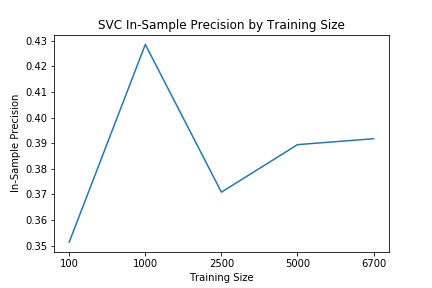 SVC In-Sample Precision by Training Size
0.43
0.42
0.41
0.40
0.39
0.38
0.37
0.36
0.35
In-Sample Precision
100 1000 2500 5000 6700
Training Size